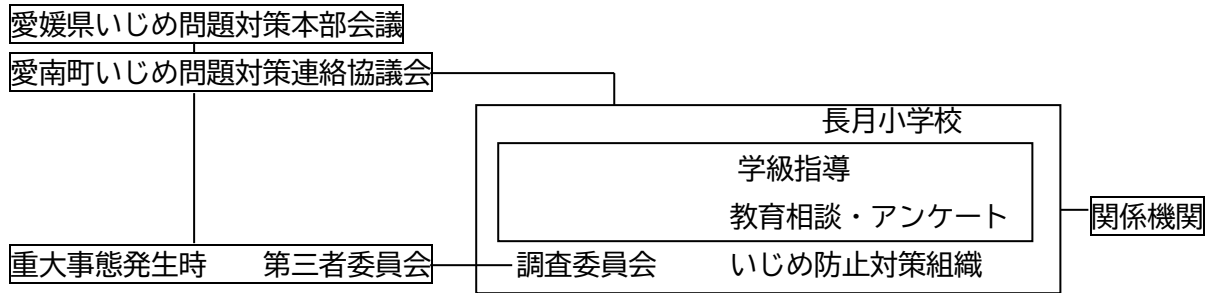 愛媛県いじめ問題対策本部会議
愛南町いじめ問題対策連絡協議会
長月小学校
学級指導
教育相談・アンケート
関係機関
重大事態発生時　第三者委員会
調査委員会　いじめ防止対策組織